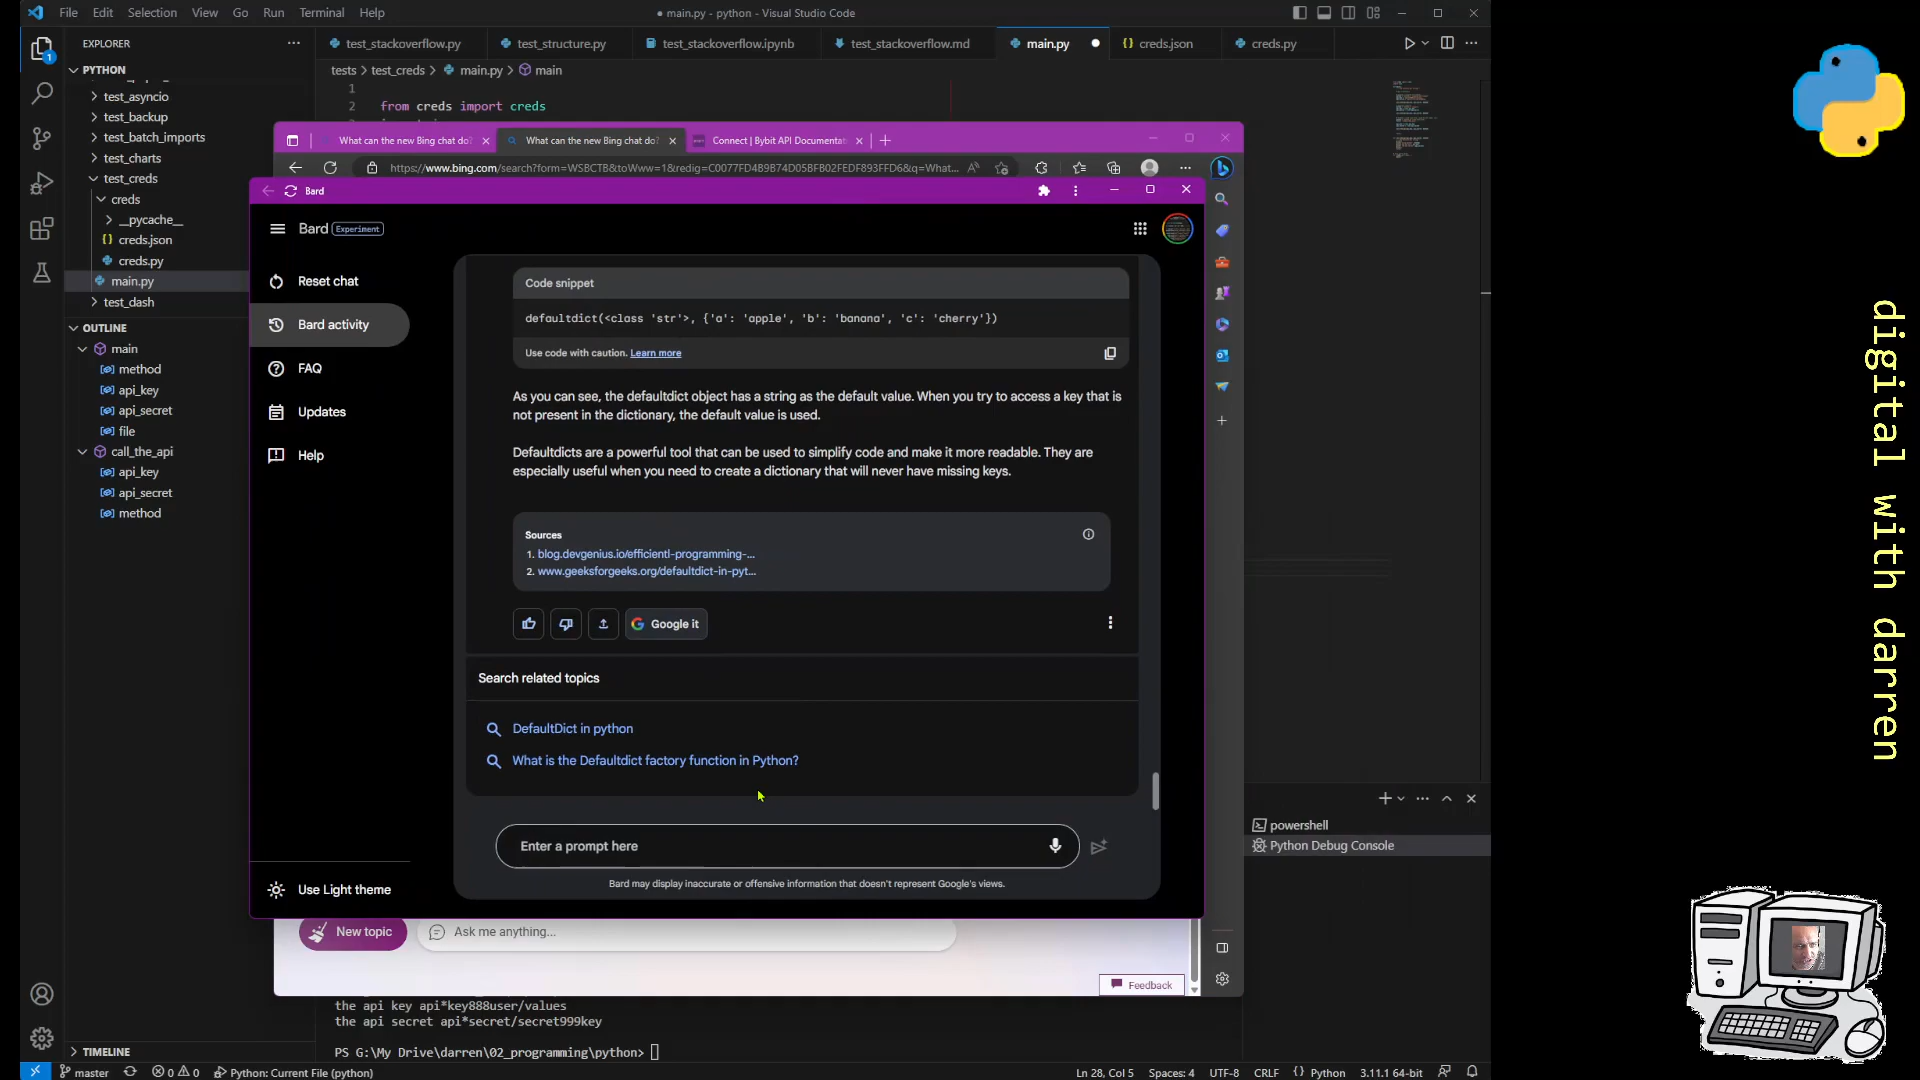 File Edit Selection View Go Run Terminal Help
● main.py - python - Visual Studio Code
EXPLORER
PYTHON
test_asyncio
test_backup
test_batch_imports
test_charts
test_creds
creds
__pycache__
creds.json
creds.py
main.py
test_dash
OUTLINE
main
method
api_key
api_secret
file
call_the_api
api_key
api_secret
method
TIMELINE
test_stackoverflow.py
test_structure.py
test_stackoverflow.ipynb
test_stackoverflow.md
main.py
creds.json
creds.py
tests > test_creds > main.py > main
1
2 from creds import creds
What can the new Bing chat do?
What can the new Bing chat do?
Connect | Bybit API Documentat
https://www.bing.com/search?form=WSBCTB&toWww=1&redig=C0077FD4B9B74D05BFB02FEDF893FFD6&q=What...
Bard
Bard Experiment
Reset chat
Bard activity
FAQ
Updates
Help
Use Light theme
Code snippet
defaultdict(<class 'str'>, {'a': 'apple', 'b': 'banana', 'c': 'cherry'})
Use code with caution. Learn more
As you can see, the defaultdict object has a string as the default value. When you try to access a key that is
not present in the dictionary, the default value is used.
Defaultdicts are a powerful tool that can be used to simplify code and make it more readable. They are
especially useful when you need to create a dictionary that will never have missing keys.
Sources
1. blog.devgenius.io/efficientl-programming-...
2. www.geeksforgeeks.org/defaultdict-in-pyt...
Google it
Search related topics
DefaultDict in python
What is the Defaultdict factory function in Python?
Enter a prompt here
Bard may display inaccurate or offensive information that doesn't represent Google's views.
New topic
Ask me anything...
Feedback
powershell
Python Debug Console
the api key api*key888user/values
the api secret api*secret/secret999key
PS G:\My Drive\darren\02_programming\python>
master
0 0
Python: Current File (python)
Ln 28, Col 5 Spaces: 4 UTF-8 CRLF Python 3.11.1 64-bit
digital with darren